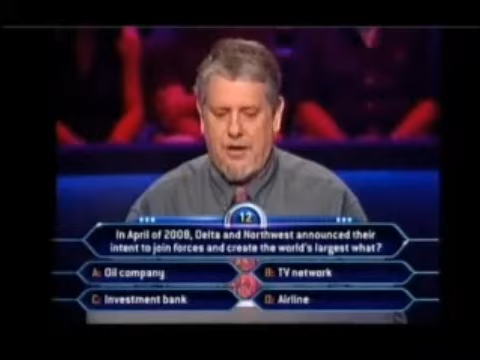 12
In April of 2008, Delta and Northwest announced their
intent to join forces and create the world's largest what?
A: Oil company
B: TV network
C: Investment bank
D: Airline